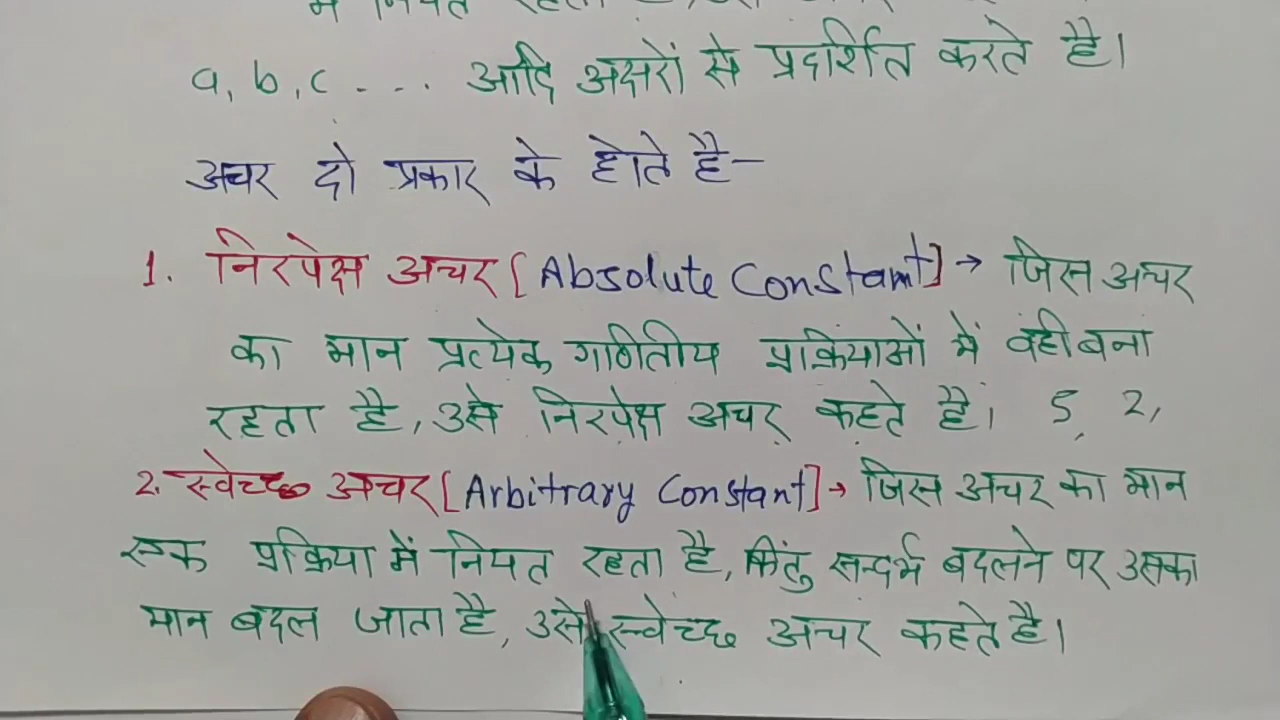 में नियत रहता है,
a, b, c ... आदि अक्षरों से प्रदर्शित करते है।
अचर दो प्रकार के होते है-
1. निरपेक्ष अचर [Absolute Constant] → जिस अचर
का मान प्रत्येक गणितीय प्रक्रियाओं में वही बना
रहता है, उसे निरपेक्ष अचर कहते है। 5, 2,
2. स्वेच्छ अचर [Arbitrary Constant] → जिस अचर का मान
एक प्रक्रिया में नियत रहता है, किंतु सन्दर्भ बदलने पर उसका
मान बदल जाता है, उसे स्वेच्छ अचर कहते है।